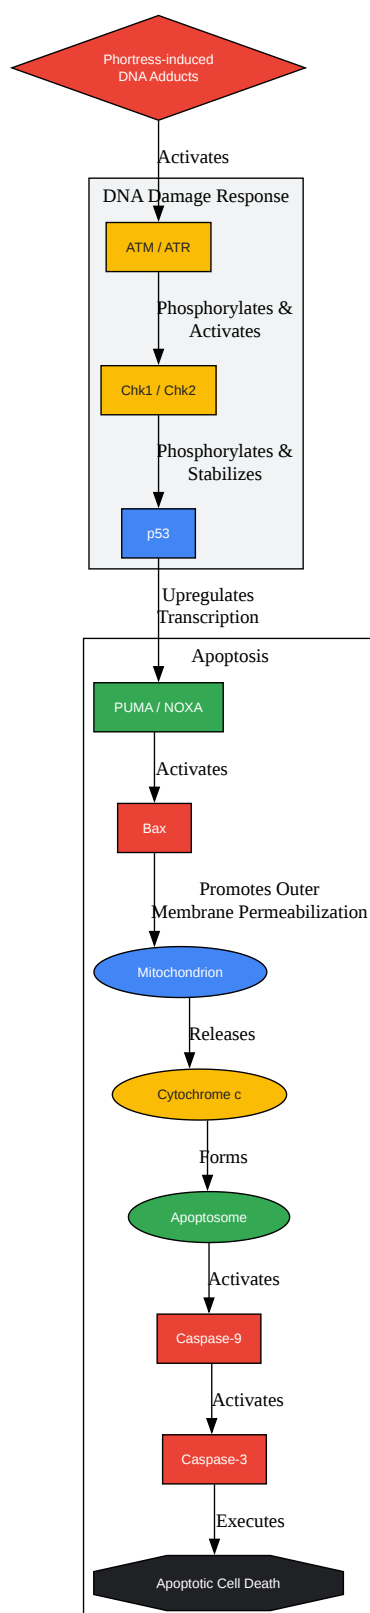 Phortress-induced
DNA Adducts
Activates
DNA Damage Response
ATM / ATR
Phosphorylates &
Activates
Chk1 / Chk2
Phosphorylates &
Stabilizes
p53
Upregulates
Transcription
Apoptosis
PUMA / NOXA
Activates
Bax
Promotes Outer
Membrane Permeabilization
Mitochondrion
Releases
Cytochrome c
Forms
Apoptosome
Activates
Caspase-9
Activates
Caspase-3
Executes
Apoptotic Cell Death